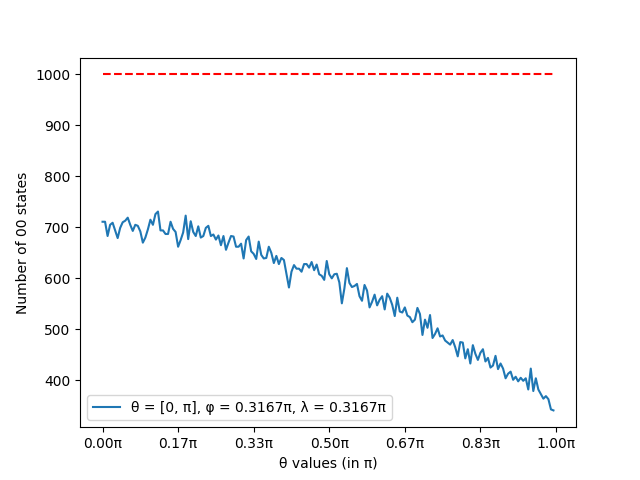 1000
900
800
700
600
500
400
Number of 00 states
θ = [0, π], φ = 0.3167π, λ = 0.3167π
0.00π 0.17π 0.33π 0.50π 0.67π 0.83π 1.00π
θ values (in π)